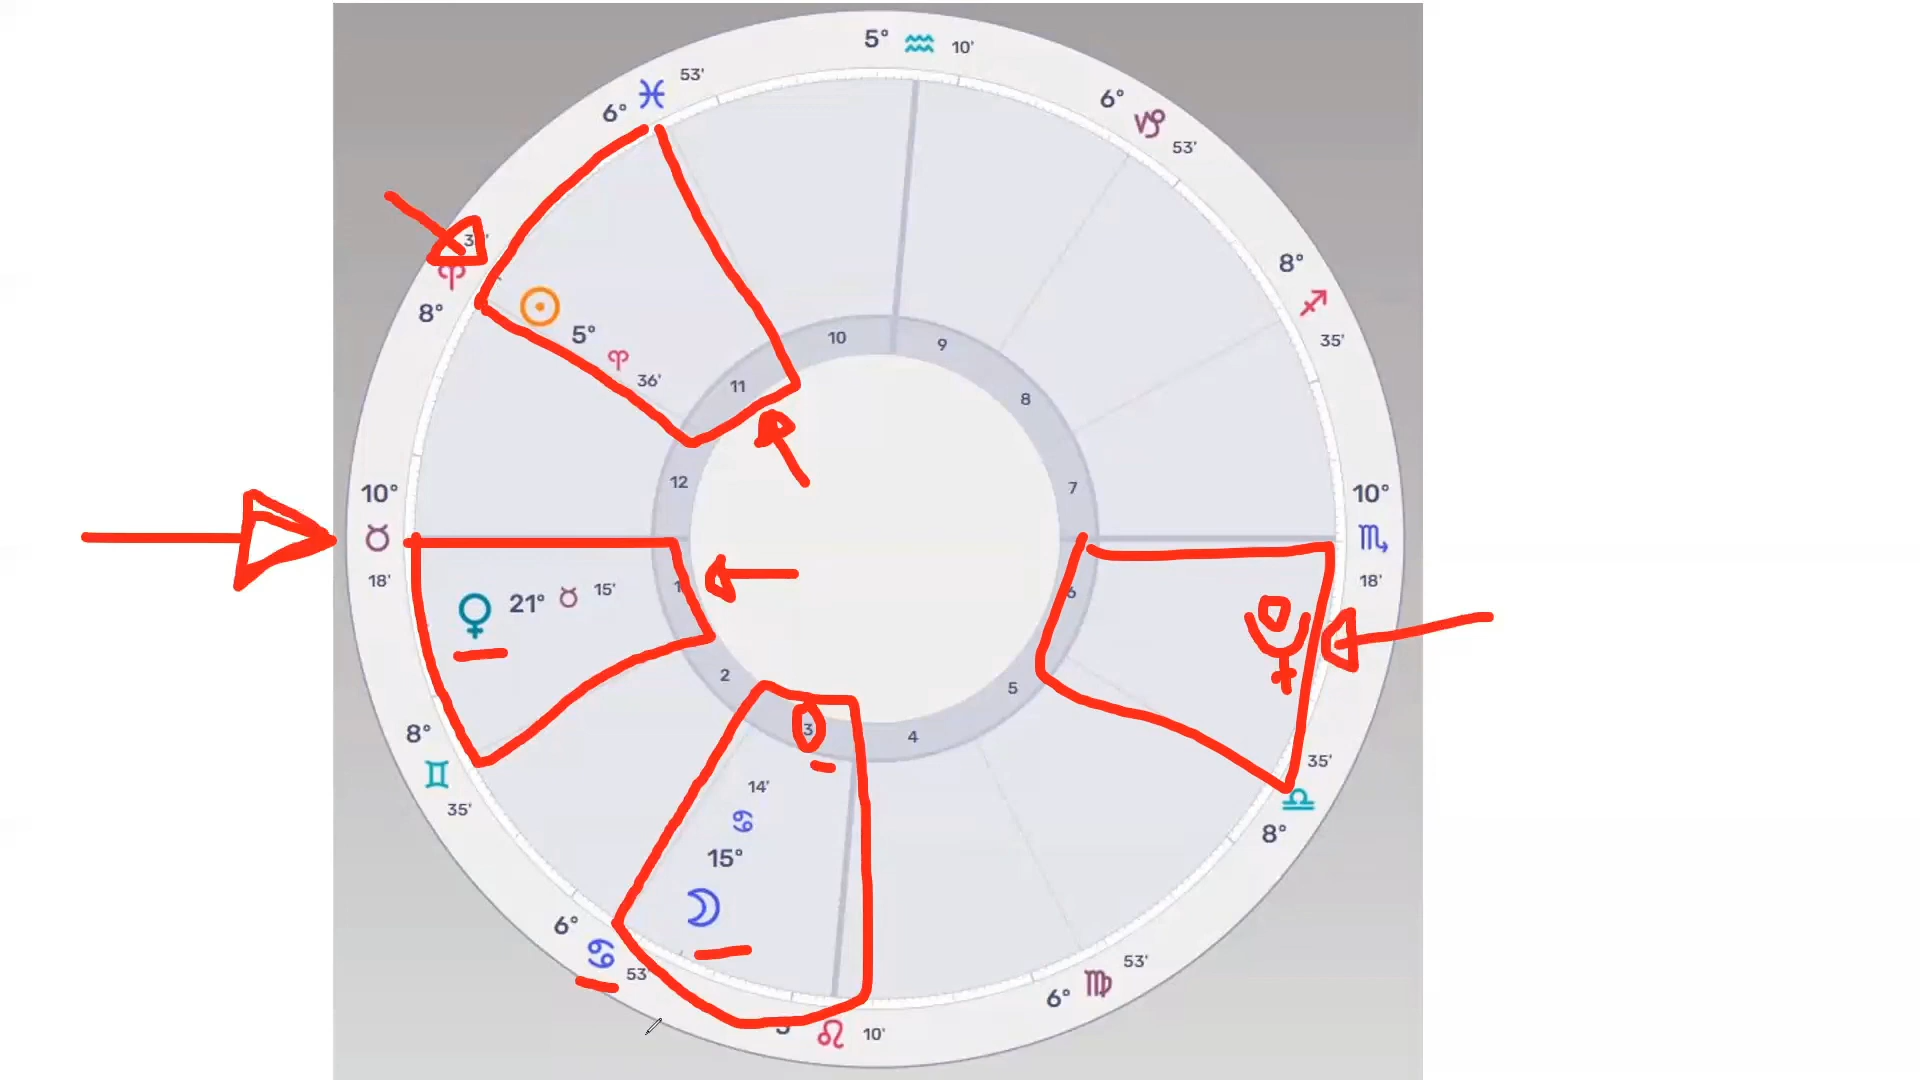 5° ♒ 10'
53' ♓ 6°
6° ♑ 53'
♈ 8°
8° ♐ 35'
5° ♈ 36'
10 9
11 8
12 7
10° ♉ 18'
10° ♏ 18'
♀ 21° ♉ 15'
6
2 5
3 4
8° ♊ 35'
35' ♎ 8°
14' ♋ 15°
6° ♋ 53'
6° ♍ 53'
♌ 10'